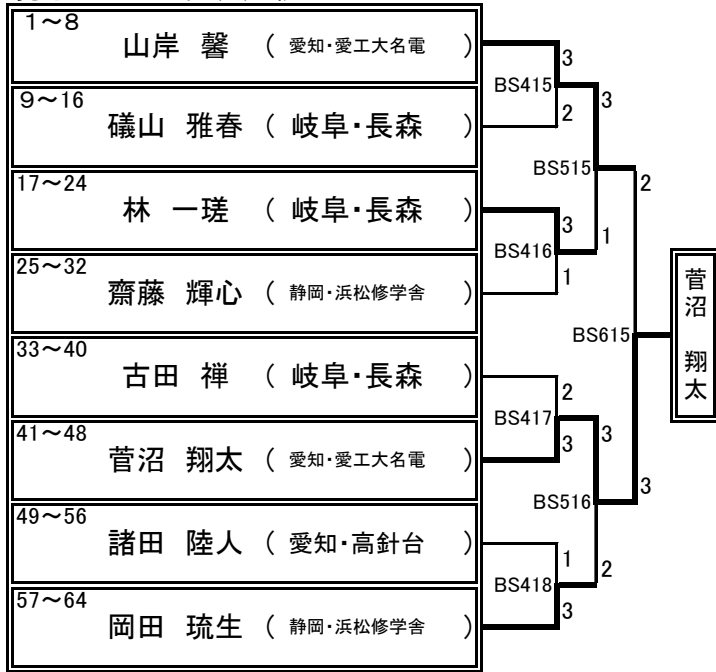 1～8
山岸 馨 ( 愛知・愛工大名電 )
9～16
礒山 雅春 ( 岐阜・長森 )
17～24
林 一瑳 ( 岐阜・長森 )
25～32
齋藤 輝心 ( 静岡・浜松修学舎 )
33～40
古田 禅 ( 岐阜・長森 )
41～48
菅沼 翔太 ( 愛知・愛工大名電 )
49～56
諸田 陸人 ( 愛知・高針台 )
57～64
岡田 琉生 ( 静岡・浜松修学舎 )
3
BS415
2
3
BS416
1
2
BS417
3
1
BS418
3
3
BS515
1
3
BS516
2
2
BS615
3
菅沼 翔太